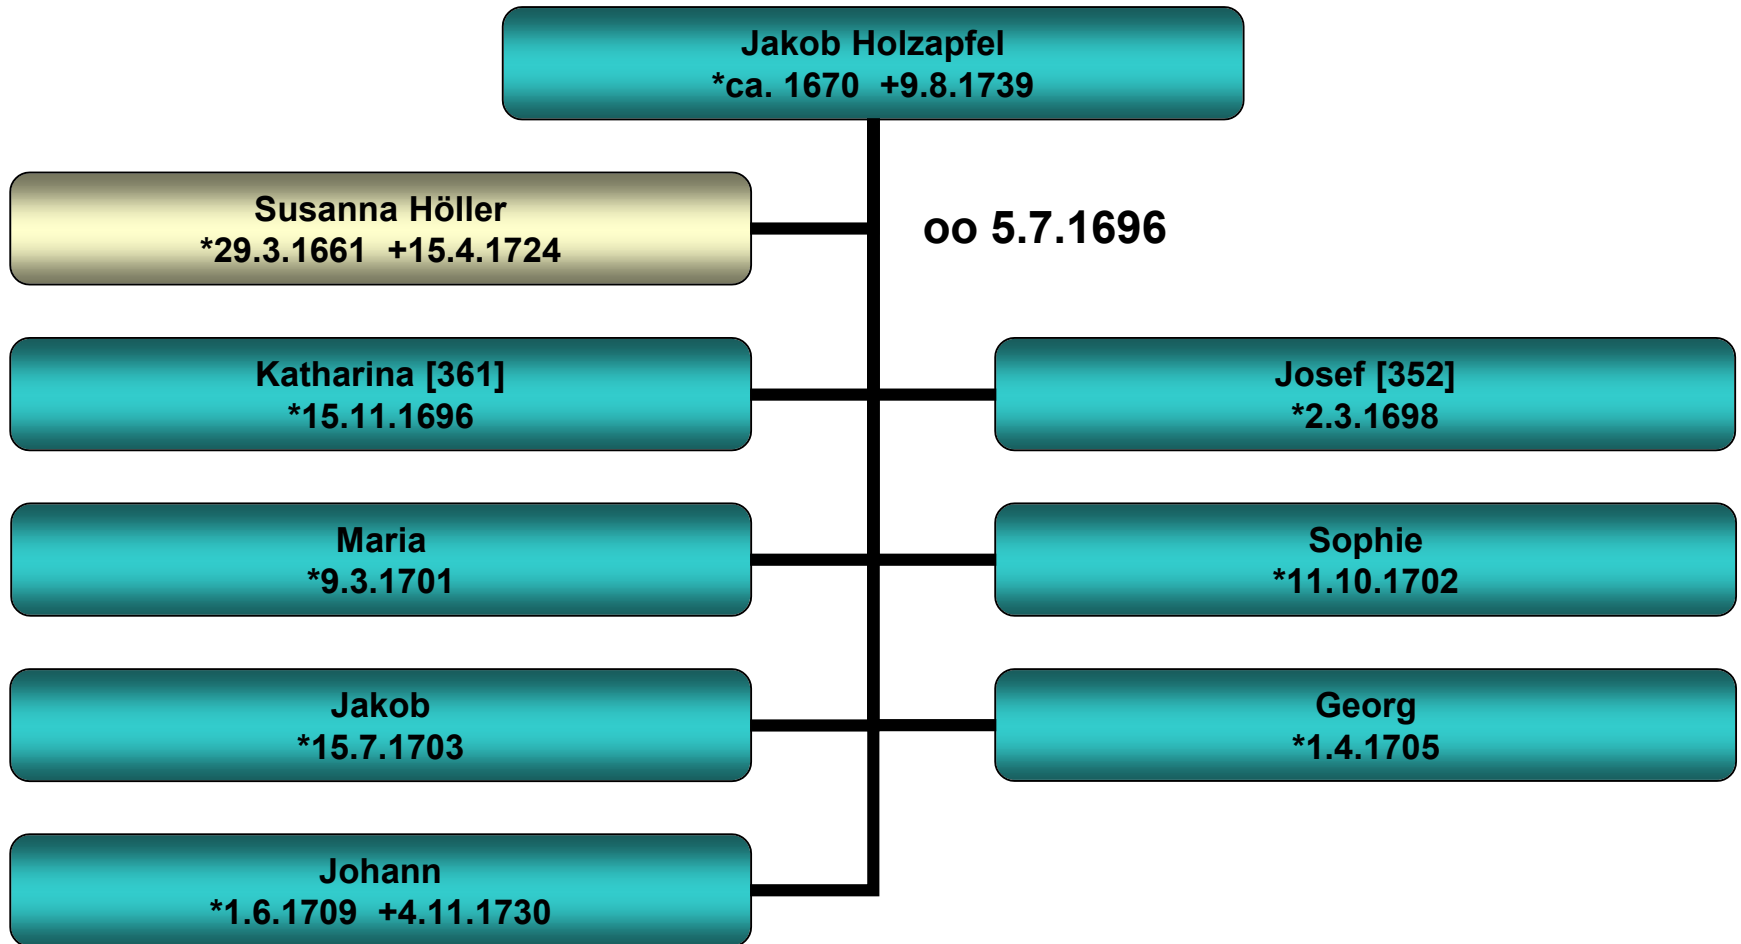 Jakob Holzapfel
*ca. 1670 +9.8.1739
Susanna Höller
*29.3.1661 +15.4.1724
oo 5.7.1696
Katharina [361]
*15.11.1696
Josef [352]
*2.3.1698
Maria
*9.3.1701
Sophie
*11.10.1702
Jakob
*15.7.1703
Georg
*1.4.1705
Johann
*1.6.1709 +4.11.1730